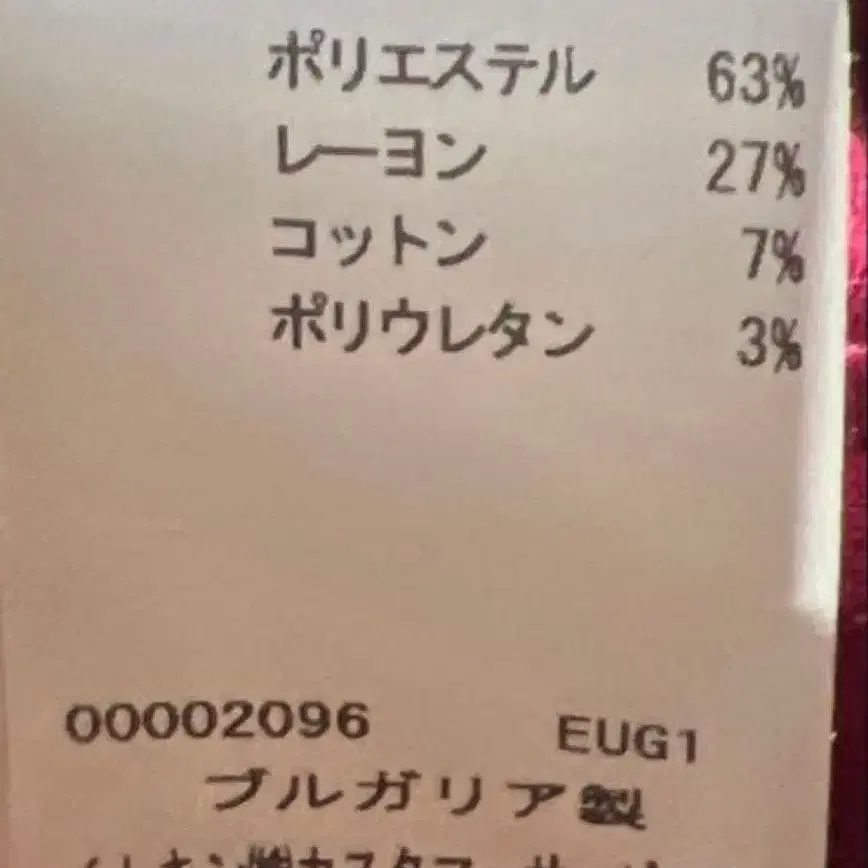 ポリエステル 63%
レーヨン 27%
コットン 7%
ポリウレタン 3%
00002096 EUG1
ブルガリア製